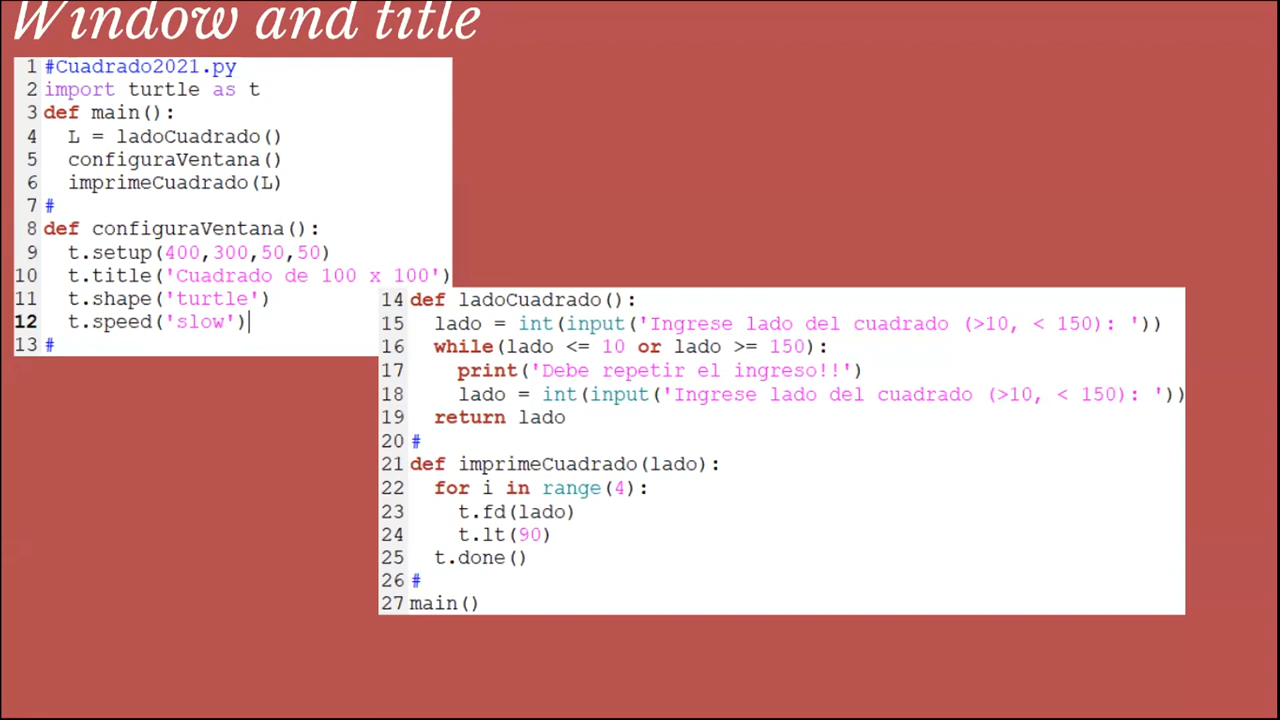 Window and title
1 #Cuadrado2021.py
2 import turtle as t
3 def main():
4   L = ladoCuadrado()
5   configuraVentana()
6   imprimeCuadrado(L)
7 #
8 def configuraVentana():
9   t.setup(400,300,50,50)
10   t.title('Cuadrado de 100 x 100')
11   t.shape('turtle')
12   t.speed('slow')
13 #
14 def ladoCuadrado():
15   lado = int(input('Ingrese lado del cuadrado (>10, < 150): '))
16   while(lado <= 10 or lado >= 150):
17     print('Debe repetir el ingreso!!')
18     lado = int(input('Ingrese lado del cuadrado (>10, < 150): '))
19   return lado
20 #
21 def imprimeCuadrado(lado):
22   for i in range(4):
23     t.fd(lado)
24     t.lt(90)
25   t.done()
26 #
27 main()